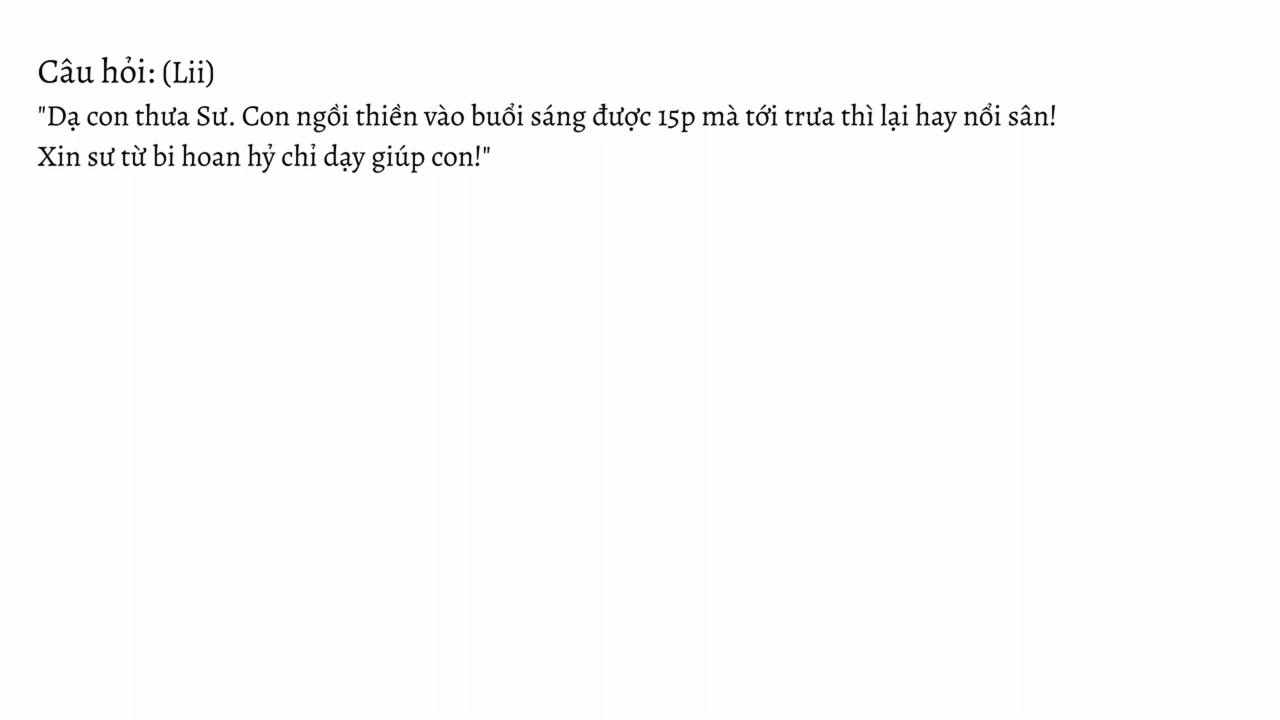 Câu hỏi: (Lii)
"Dạ con thưa Sư. Con ngồi thiền vào buổi sáng được 15p mà tới trưa thì lại hay nổi sân!
Xin sư từ bi hoan hỷ chỉ dạy giúp con!"